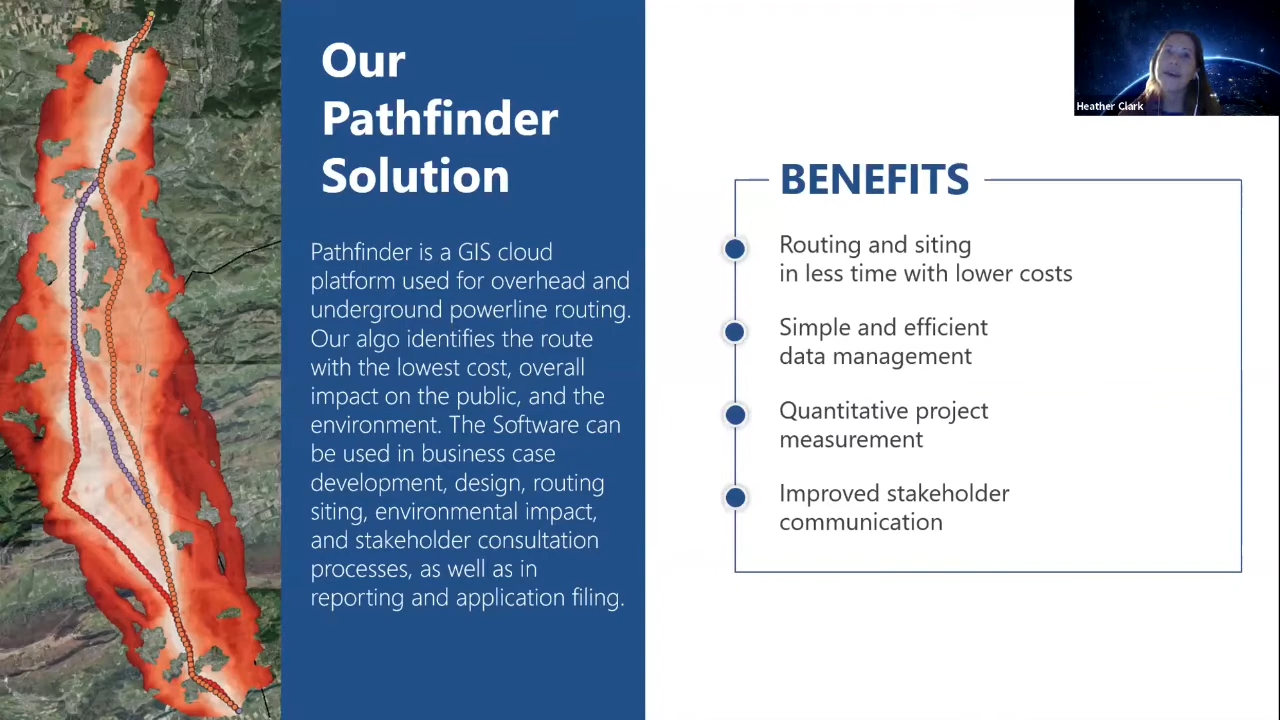 Our
Pathfinder
Solution
Pathfinder is a GIS cloud
platform used for overhead and
underground powerline routing.
Our algo identifies the route
with the lowest cost, overall
impact on the public, and the
environment. The Software can
be used in business case
development, design, routing
siting, environmental impact,
and stakeholder consultation
processes, as well as in
reporting and application filing.
Heather Clark
BENEFITS
Routing and siting
in less time with lower costs
Simple and efficient
data management
Quantitative project
measurement
Improved stakeholder
communication